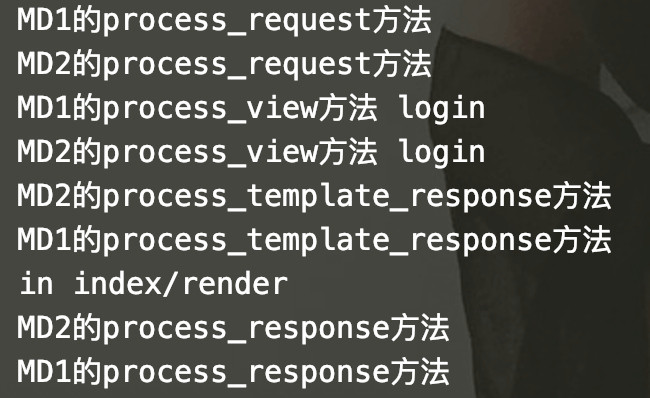 MD1的process_request方法
MD2的process_request方法
MD1的process_view方法 login
MD2的process_view方法 login
MD2的process_template_response方法
MD1的process_template_response方法
in index/render
MD2的process_response方法
MD1的process_response方法